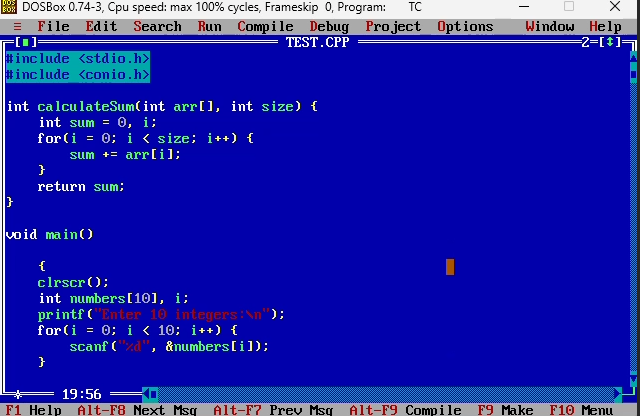 DOSBox 0.74-3, Cpu speed: max 100% cycles, Frameskip 0, Program: TC
≡ File Edit Search Run Compile Debug Project Options Window Help
[■] TEST.CPP 2=[↕]
#include <stdio.h>
#include <conio.h>
int calculateSum(int arr[], int size) {
int sum = 0, i;
for(i = 0; i < size; i++) {
sum += arr[i];
}
return sum;
}
void main()
{
clrscr();
int numbers[10], i;
printf("Enter 10 integers:\n");
for(i = 0; i < 10; i++) {
scanf("%d", &numbers[i]);
}
* 19:56
F1 Help Alt-F8 Next Msg Alt-F7 Prev Msg Alt-F9 Compile F9 Make F10 Menu